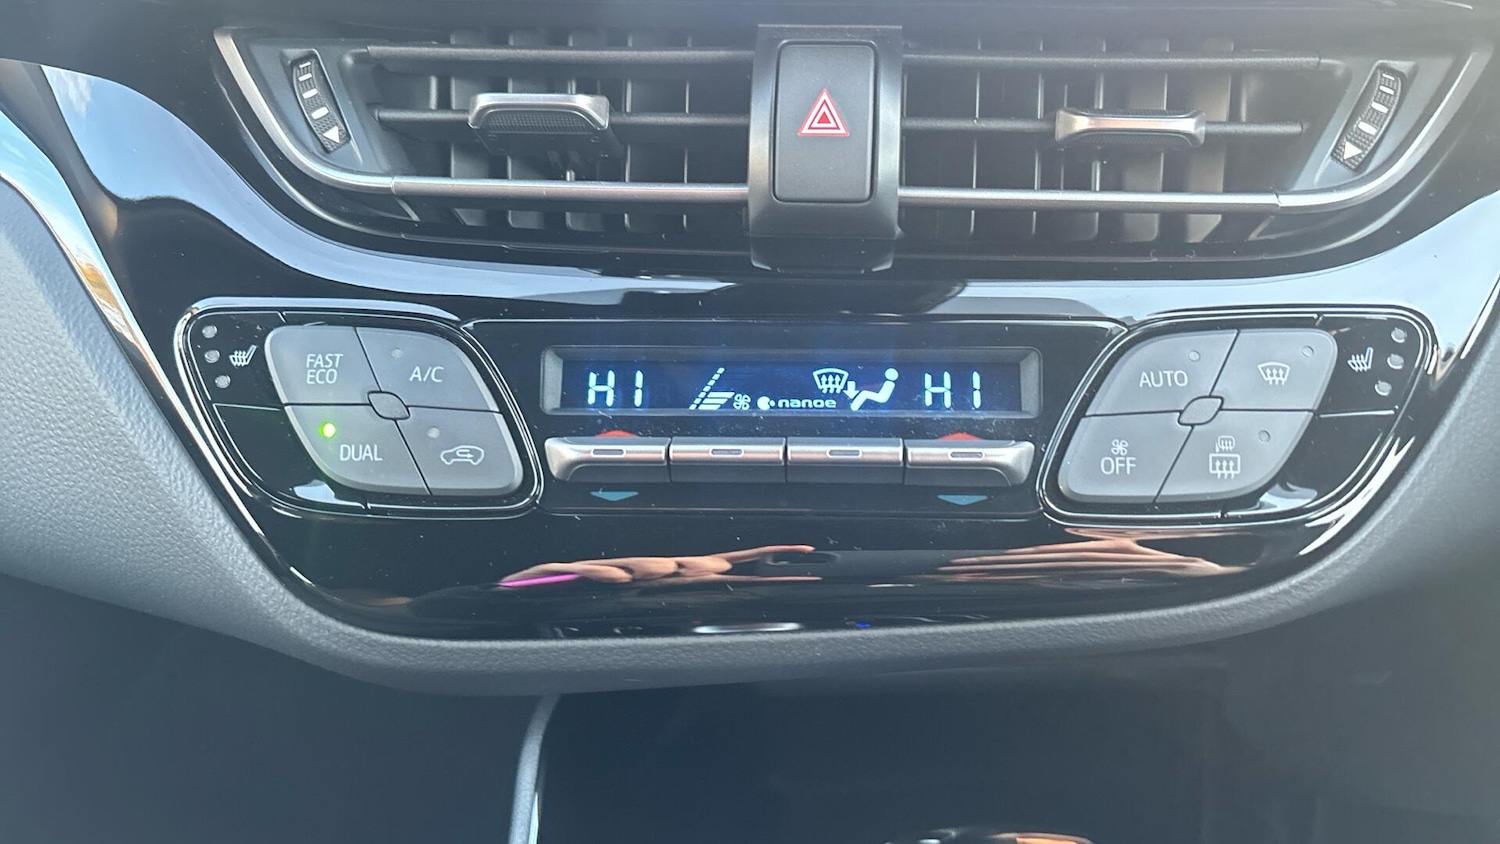 FAST
ECO
A/C
DUAL
HI
nanoe
HI
AUTO
OFF